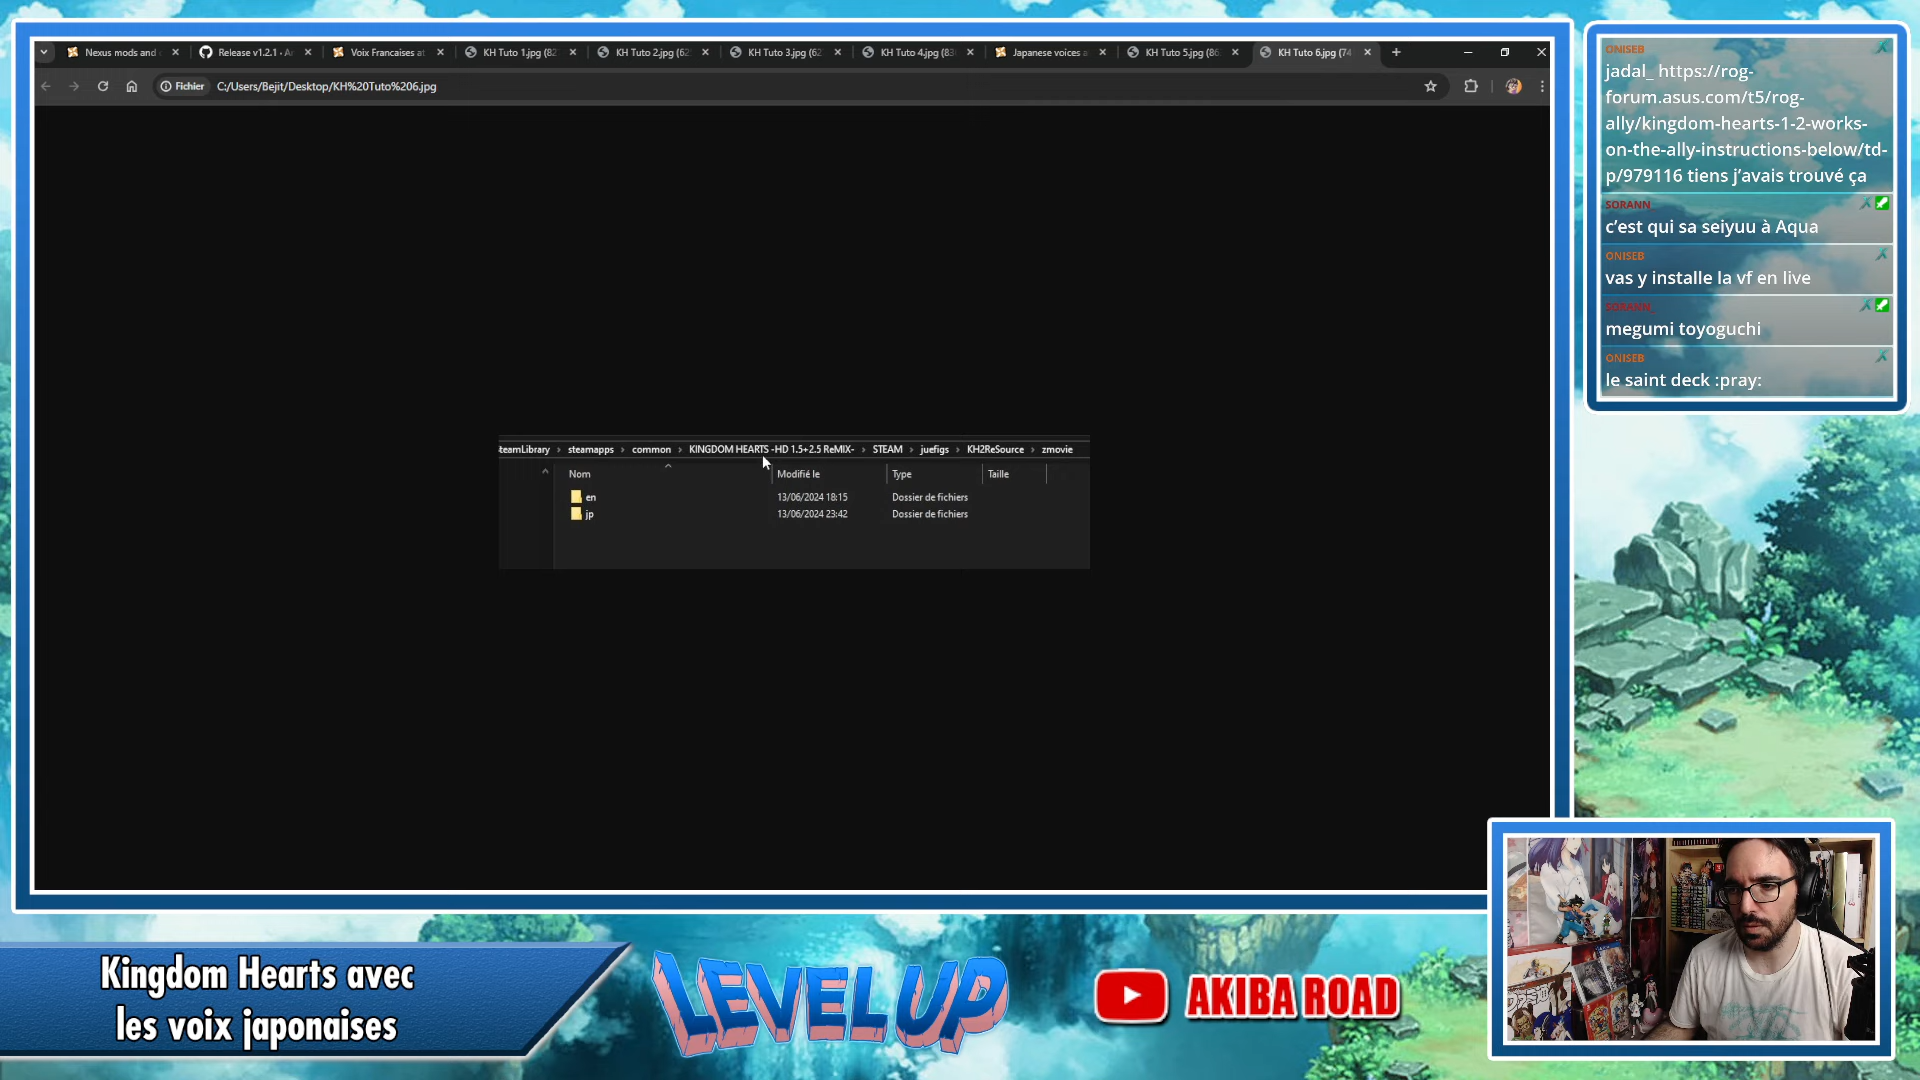 Nexus mods and
Release v1.2.1 ·
Voix Francaises
KH Tuto 1.jpg (82
KH Tuto 2.jpg (62
KH Tuto 3.jpg (62
KH Tuto 4.jpg (83
Japanese voices
KH Tuto 5.jpg (86
KH Tuto 6.jpg (74
Fichier
C:/Users/Bejit/Desktop/KH%20Tuto%206.jpg
teamLibrary > steamapps > common > KINGDOM HEARTS -HD 1.5+2.5 ReMIX- > STEAM > juefigs > KH2ReSource > zmovie
Nom Modifié le Type Taille
en 13/06/2024 18:15 Dossier de fichiers
jp 13/06/2024 23:42 Dossier de fichiers
ONISEB
jadal_ https://rog-
forum.asus.com/t5/rog-
ally/kingdom-hearts-1-2-works-
on-the-ally-instructions-below/td-
p/979116 tiens j’avais trouvé ça
SORANN_
c’est qui sa seiyuu à Aqua
ONISEB
vas y installe la vf en live
SORANN_
megumi toyoguchi
ONISEB
le saint deck :pray:
Kingdom Hearts avec
les voix japonaises
LEVEL UP
AKIBA ROAD